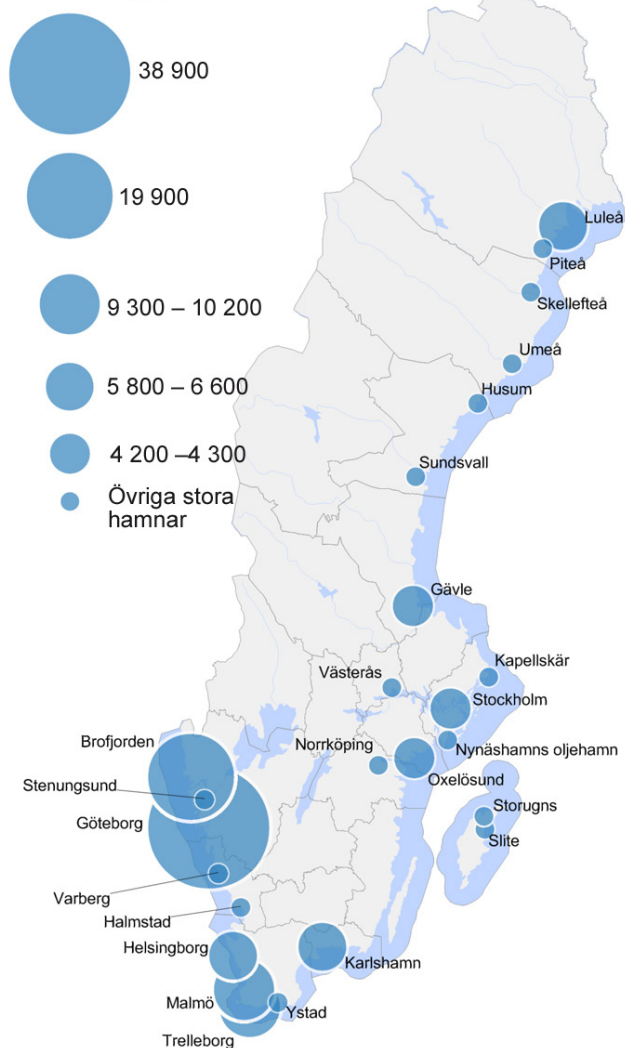 38 900
19 900
9 300 – 10 200
5 800 – 6 600
4 200 –4 300
Övriga stora
hamnar
Luleå
Piteå
Skellefteå
Umeå
Husum
Sundsvall
Gävle
Kapellskär
Västerås
Stockholm
Brofjorden
Norrköping
Nynäshamns oljehamn
Stenungsund
Oxelösund
Storugns
Göteborg
Slite
Varberg
Halmstad
Helsingborg
Karlshamn
Malmö
Ystad
Trelleborg